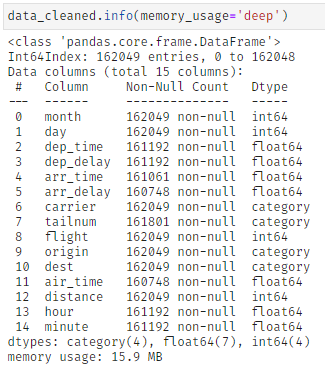 data_cleaned.info(memory_usage='deep')
<class 'pandas.core.frame.DataFrame'>
Int64Index: 162049 entries, 0 to 162048
Data columns (total 15 columns):
 #   Column     Non-Null Count   Dtype
---  ------     --------------   -----
 0   month      162049 non-null  int64
 1   day        162049 non-null  int64
 2   dep_time   161192 non-null  float64
 3   dep_delay  161192 non-null  float64
 4   arr_time   161061 non-null  float64
 5   arr_delay  160748 non-null  float64
 6   carrier    162049 non-null  category
 7   tailnum    161801 non-null  category
 8   flight     162049 non-null  int64
 9   origin     162049 non-null  category
 10  dest       162049 non-null  category
 11  air_time   160748 non-null  float64
 12  distance   162049 non-null  int64
 13  hour       161192 non-null  float64
 14  minute     161192 non-null  float64
dtypes: category(4), float64(7), int64(4)
memory usage: 15.9 MB